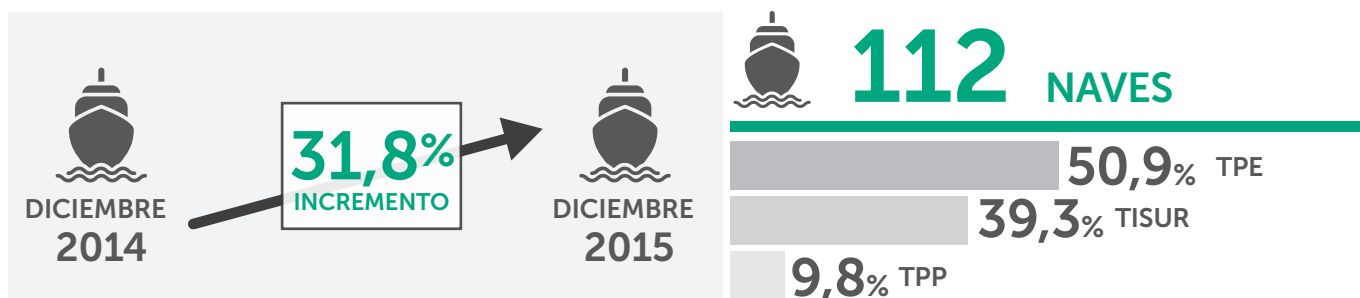 DICIEMBRE
2014
31,8%
INCREMENTO
DICIEMBRE
2015
112 NAVES
50,9% TPE
39,3% TISUR
9,8% TPP